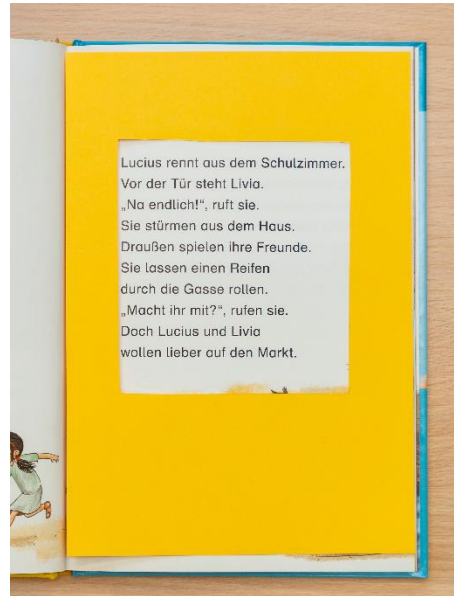 Lucius rennt aus dem Schulzimmer.
Vor der Tür steht Livia.
„Na endlich!“, ruft sie.
Sie stürmen aus dem Haus.
Draußen spielen ihre Freunde.
Sie lassen einen Reifen
durch die Gasse rollen.
„Macht ihr mit?“, rufen sie.
Doch Lucius und Livia
wollen lieber auf den Markt.